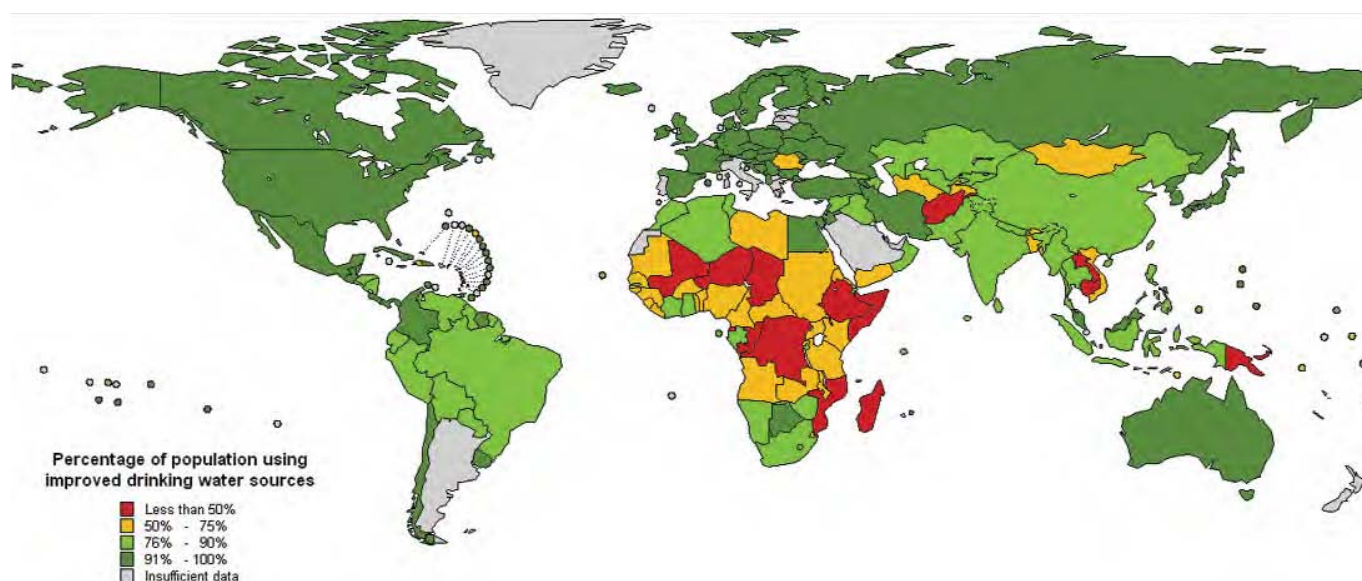 Percentage of population using
improved drinking water sources
Less than 50%
50% - 75%
76% - 90%
91% - 100%
Insufficient data